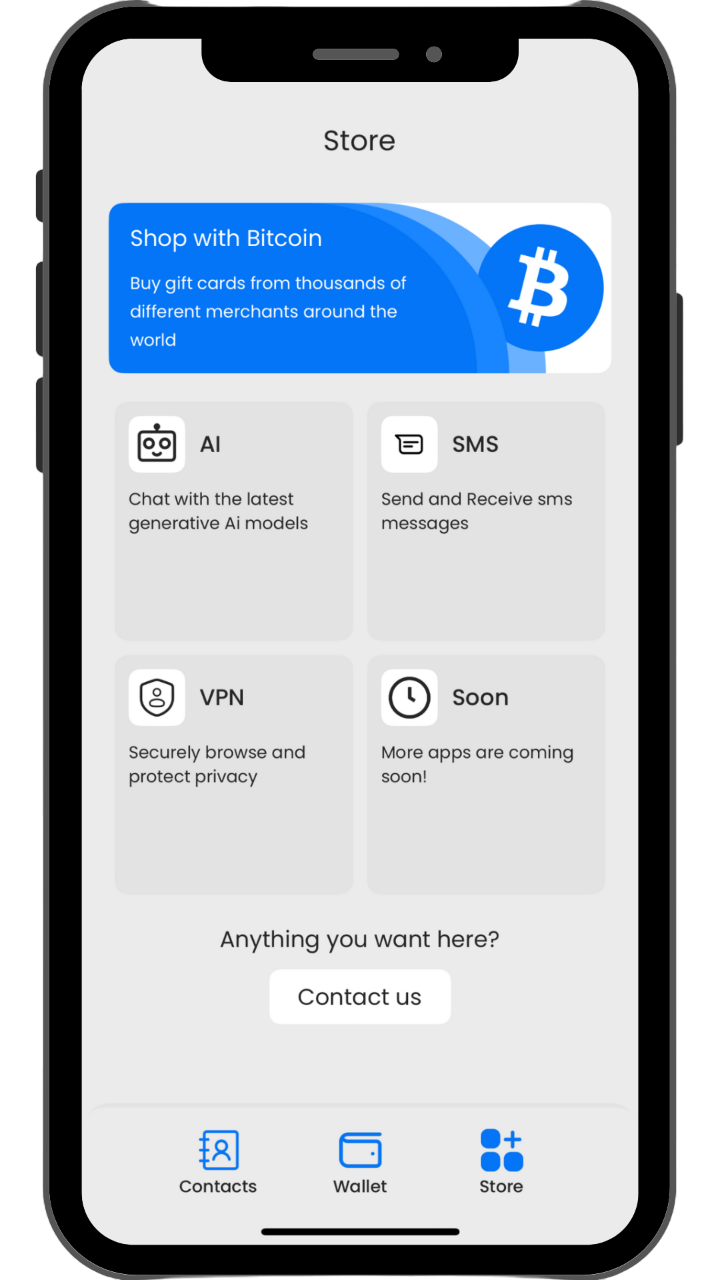 Store
Shop with Bitcoin
Buy gift cards from thousands of
different merchants around the
world
AI
Chat with the latest
generative Ai models
SMS
Send and Receive sms
messages
VPN
Securely browse and
protect privacy
Soon
More apps are coming
soon!
Anything you want here?
Contact us
Contacts
Wallet
Store